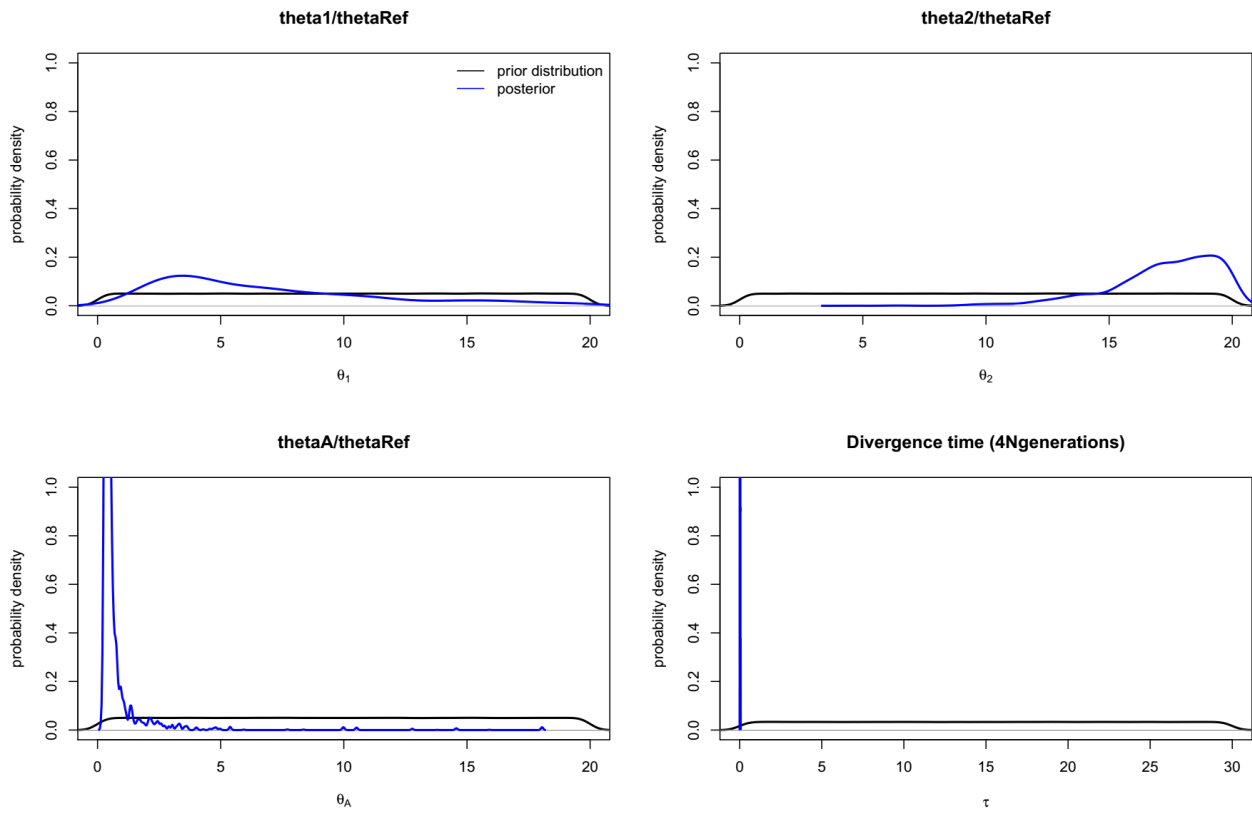 theta1/thetaRef
probability density
0.0 0.2 0.4 0.6 0.8 1.0
prior distribution
posterior
0 5 10 15 20
θ1
theta2/thetaRef
probability density
0.0 0.2 0.4 0.6 0.8 1.0
0 5 10 15 20
θ2
thetaA/thetaRef
probability density
0.0 0.2 0.4 0.6 0.8 1.0
0 5 10 15 20
θA
Divergence time (4Ngenerations)
probability density
0.0 0.2 0.4 0.6 0.8 1.0
0 5 10 15 20 25 30
τ